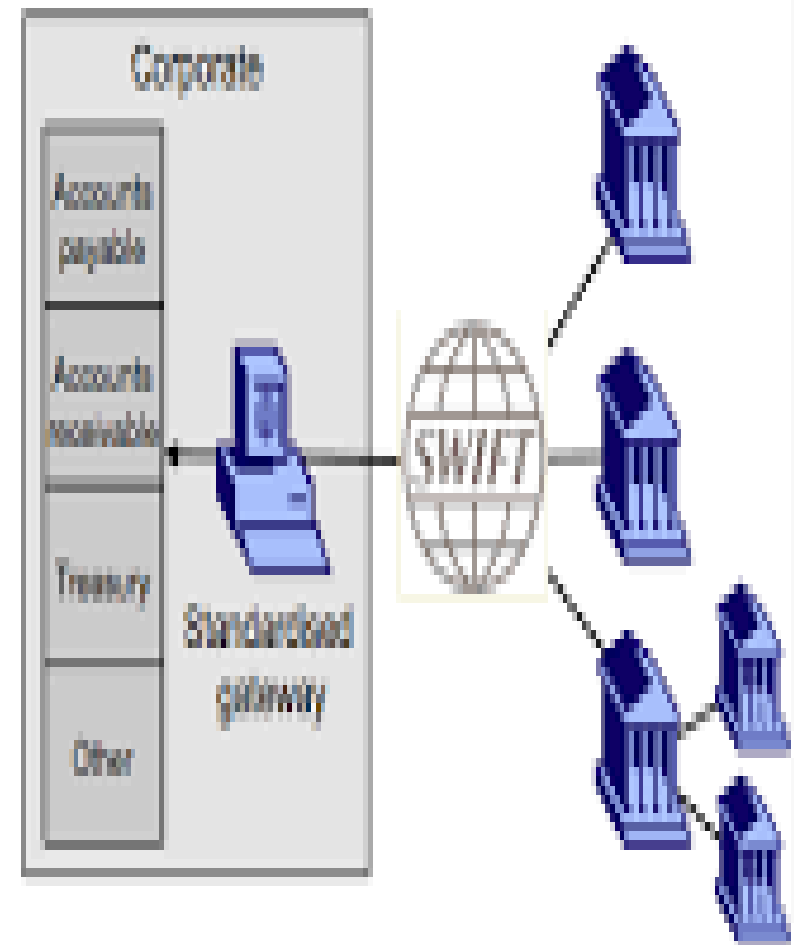 Corporate
Accounts
payable
Accounts
receivable
Treasury
Other
Standardised
gateway
SWIFT